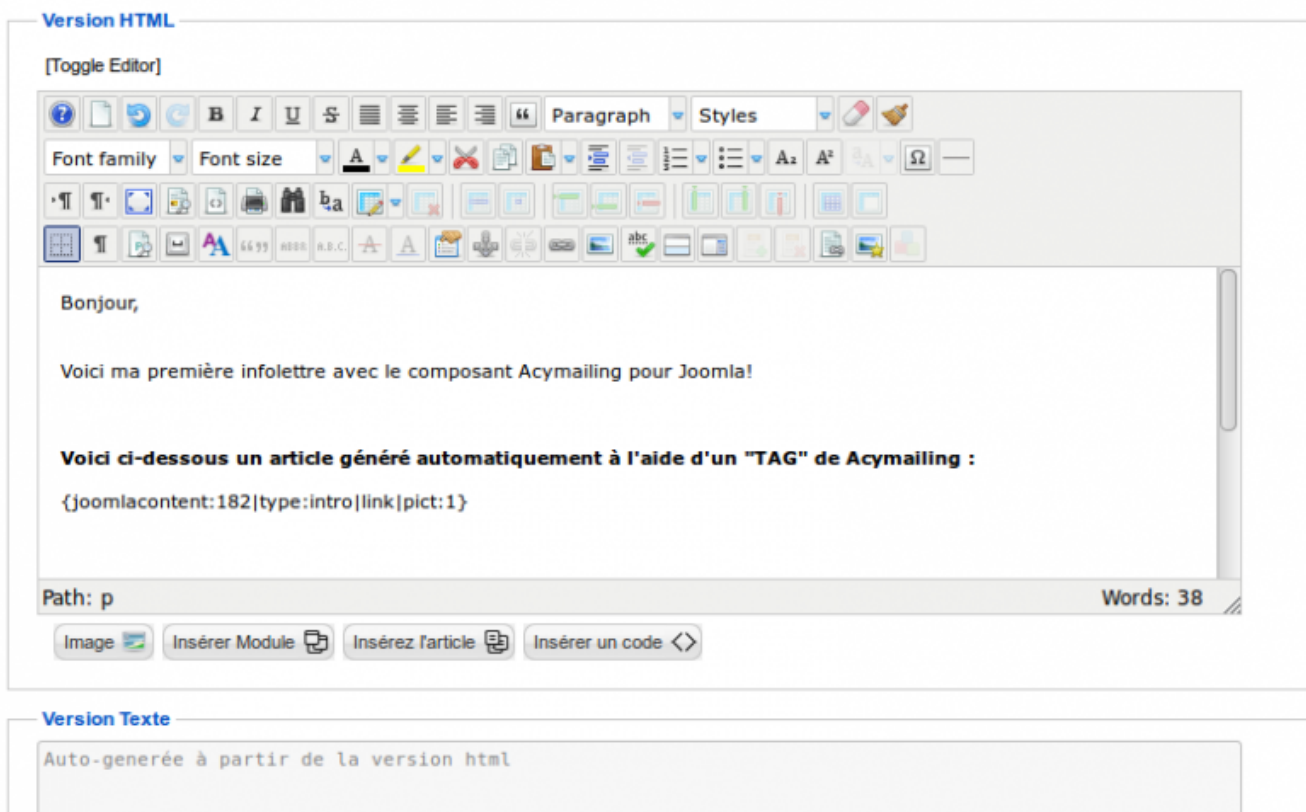 Version HTML
[Toggle Editor]
B I U S Paragraph Styles
Font family Font size A A₂ A² Ω
¶ ¶
¶ A A A abc
Bonjour,
Voici ma première infolettre avec le composant Acymailing pour Joomla!
Voici ci-dessous un article généré automatiquement à l'aide d'un "TAG" de Acymailing :
{joomlacontent:182|type:intro|link|pict:1}
Path: p Words: 38
Image Insérer Module Insérez l'article Insérer un code <>
Version Texte
Auto-generée à partir de la version html